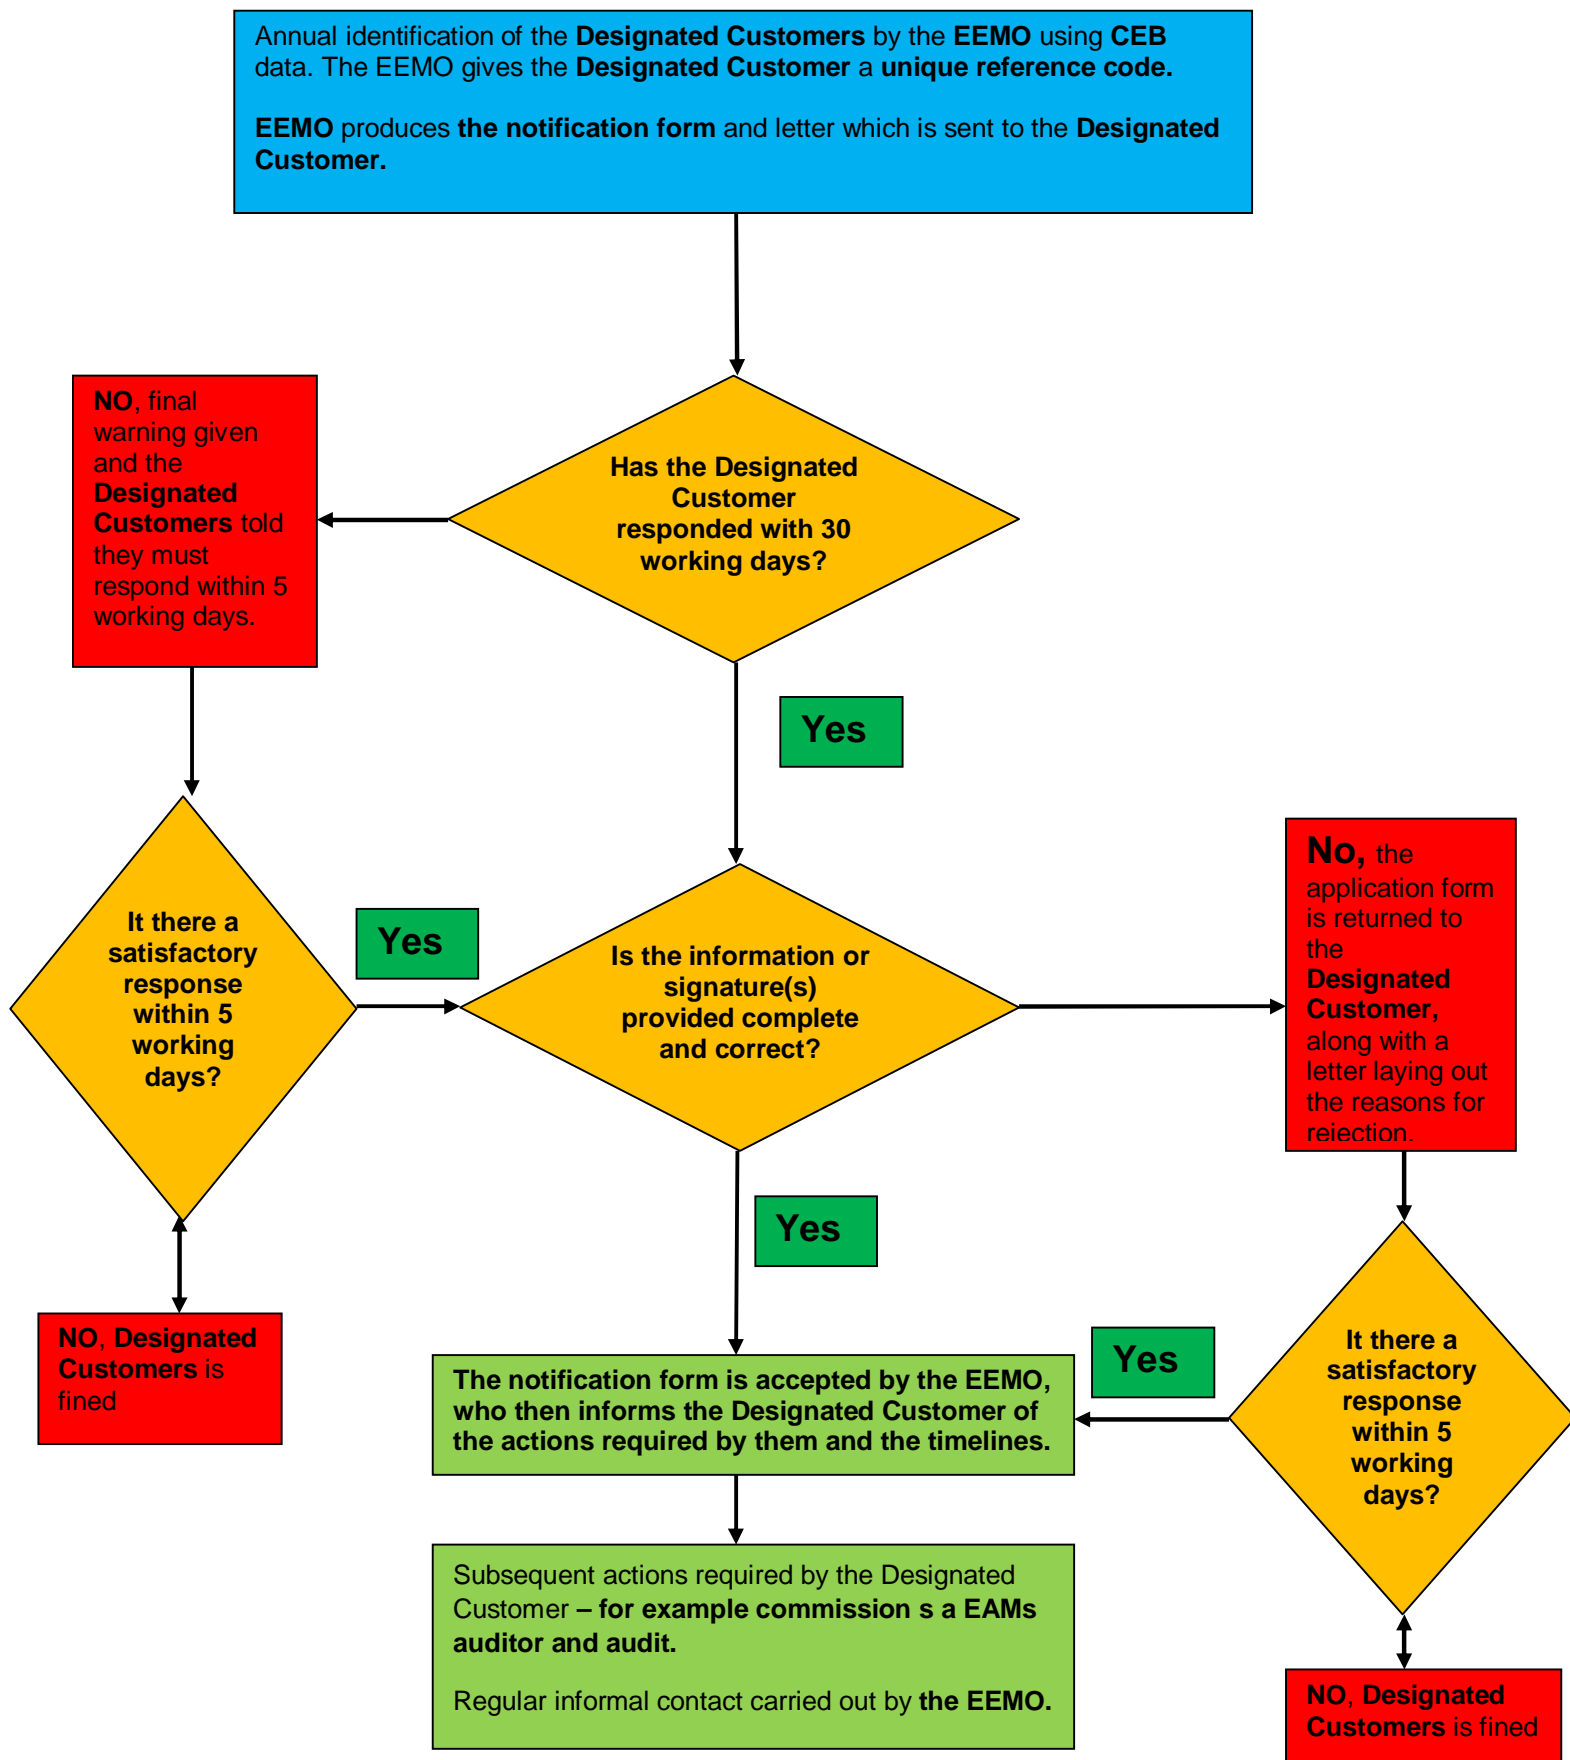 Annual identification of the Designated Customers by the EEMO using CEB
data. The EEMO gives the Designated Customer a unique reference code.
EEMO produces the notification form and letter which is sent to the Designated
Customer.
NO, final
warning given
and the
Designated
Customers told
they must
respond within 5
working days.
Has the Designated
Customer
responded with 30
working days?
Yes
It there a
satisfactory
response
within 5
working
days?
Yes
Is the information or
signature(s)
provided complete
and correct?
No, the
application form
is returned to
the
Designated
Customer,
along with a
letter laying out
the reasons for
rejection.
Yes
NO, Designated
Customers is
fined
The notification form is accepted by the EEMO,
who then informs the Designated Customer of
the actions required by them and the timelines.
Yes
It there a
satisfactory
response
within 5
working
days?
Subsequent actions required by the Designated
Customer – for example commission s a EAMs
auditor and audit.
Regular informal contact carried out by the EEMO.
NO, Designated
Customers is fined